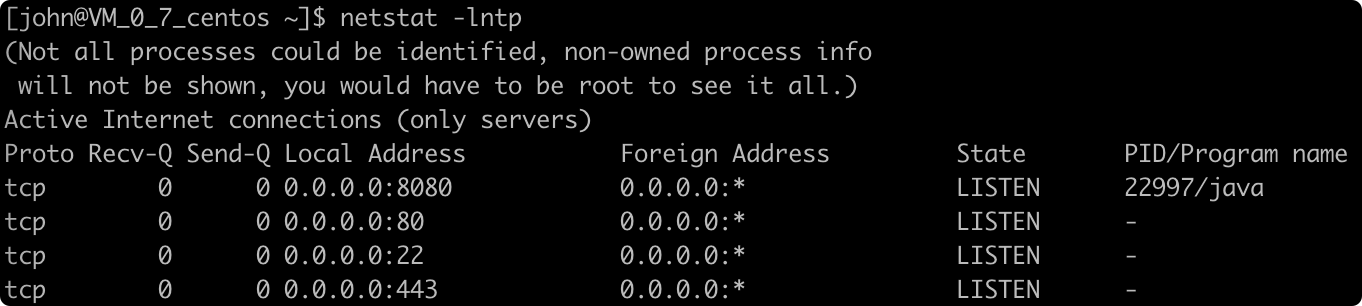 [john@VM_0_7_centos ~]$ netstat -lntp
(Not all processes could be identified, non-owned process info
 will not be shown, you would have to be root to see it all.)
Active Internet connections (only servers)
Proto Recv-Q Send-Q Local Address           Foreign Address         State       PID/Program name
tcp        0      0 0.0.0.0:8080            0.0.0.0:*               LISTEN      22997/java
tcp        0      0 0.0.0.0:80              0.0.0.0:*               LISTEN      -
tcp        0      0 0.0.0.0:22              0.0.0.0:*               LISTEN      -
tcp        0      0 0.0.0.0:443             0.0.0.0:*               LISTEN      -